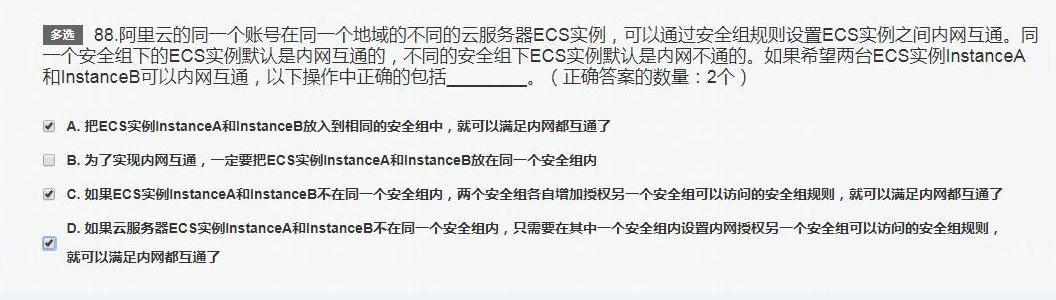 多选 88.阿里云的同一个账号在同一个地域的不同的云服务器ECS实例，可以通过安全组规则设置ECS实例之间内网互通。同
一个安全组下的ECS实例默认是内网互通的，不同的安全组下ECS实例默认是内网不通的。如果希望两台ECS实例InstanceA
和InstanceB可以内网互通，以下操作中正确的包括________。（正确答案的数量：2个）
A. 把ECS实例InstanceA和InstanceB放入到相同的安全组中，就可以满足内网都互通了
B. 为了实现内网互通，一定要把ECS实例InstanceA和InstanceB放在同一个安全组内
C. 如果ECS实例InstanceA和InstanceB不在同一个安全组内，两个安全组各自增加授权另一个安全组可以访问的安全组规则，就可以满足内网都互通了
D. 如果云服务器ECS实例InstanceA和InstanceB不在同一个安全组内，只需要在其中一个安全组内设置内网授权另一个安全组可以访问的安全组规则，
就可以满足内网都互通了